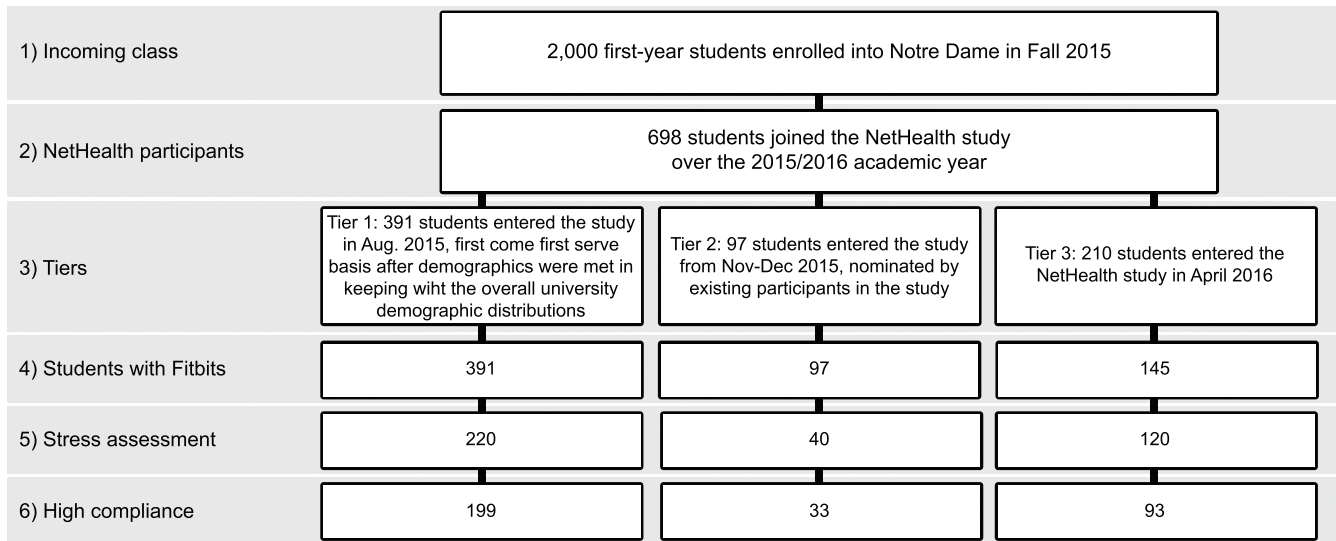 1) Incoming class
2,000 first-year students enrolled into Notre Dame in Fall 2015
2) NetHealth participants
698 students joined the NetHealth study
over the 2015/2016 academic year
3) Tiers
Tier 1: 391 students entered the study
in Aug. 2015, first come first serve
basis after demographics were met in
keeping wiht the overall university
demographic distributions
Tier 2: 97 students entered the study
from Nov-Dec 2015, nominated by
existing participants in the study
Tier 3: 210 students entered the
NetHealth study in April 2016
4) Students with Fitbits
391
97
145
5) Stress assessment
220
40
120
6) High compliance
199
33
93